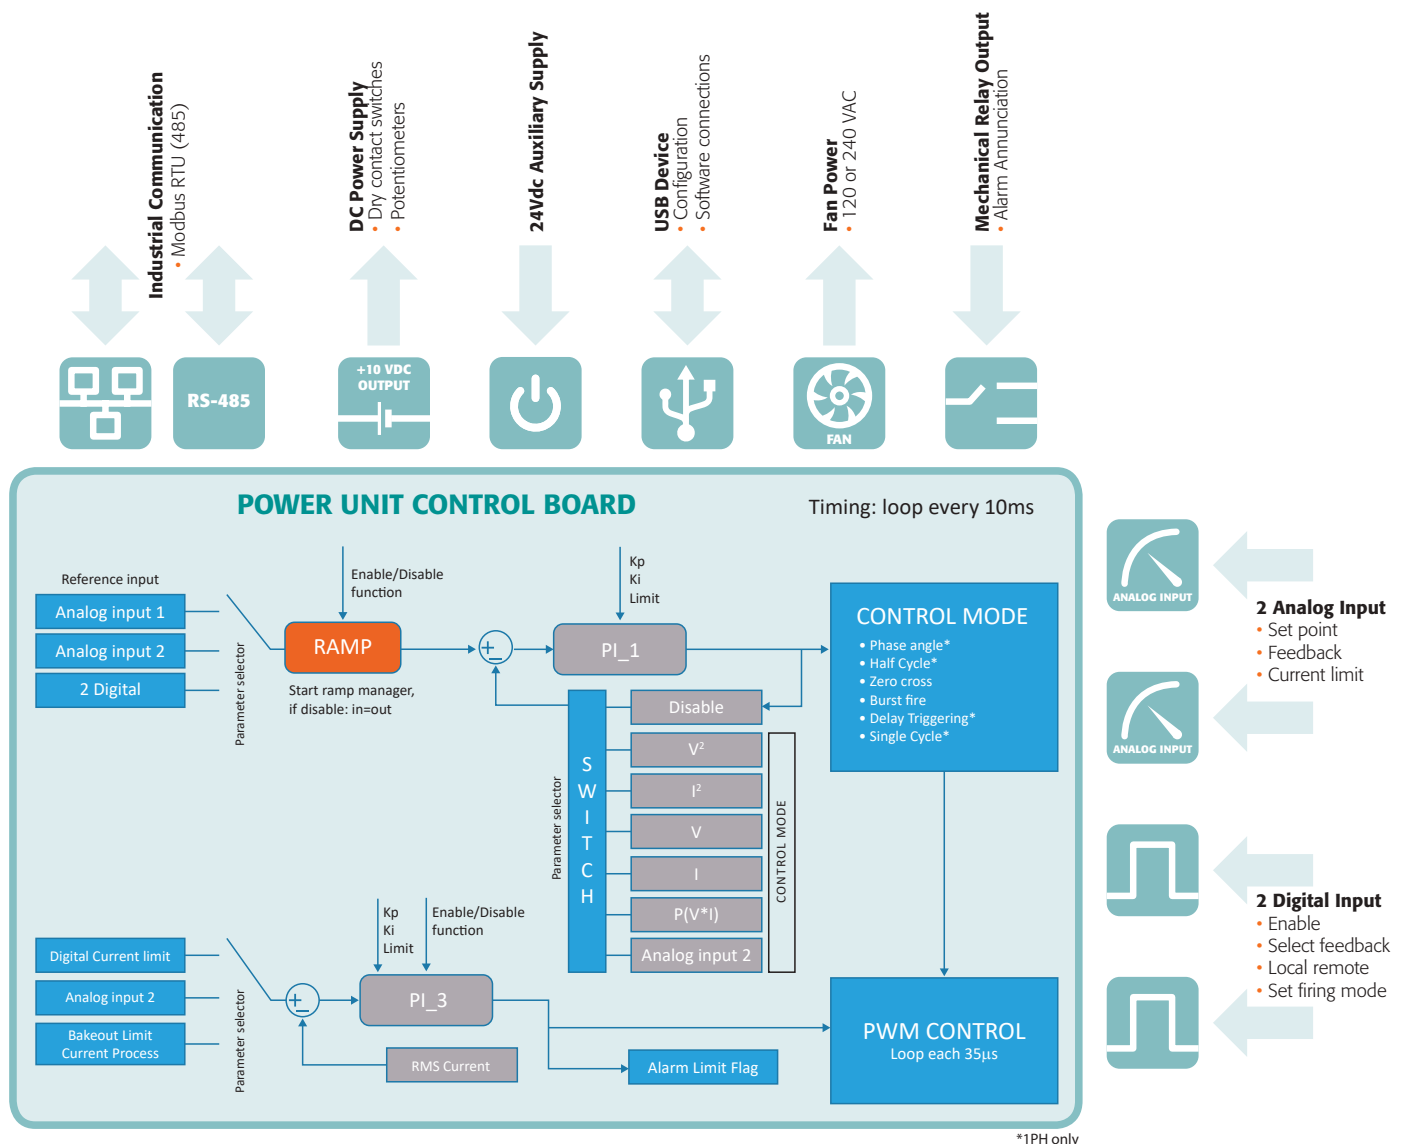 Industrial Communication
• Modbus RTU (485)
DC Power Supply
• Dry contact switches
• Potentiometers
24Vdc Auxiliary Supply
USB Device
• Configuration
• Software connections
Fan Power
• 120 or 240 VAC
Mechanical Relay Output
• Alarm Annunciation
RS-485
+10 VDC
OUTPUT
FAN
POWER UNIT CONTROL BOARD
Timing: loop every 10ms
Reference input
Analog input 1
Analog input 2
2 Digital
Parameter selector
Enable/Disable
function
RAMP
Start ramp manager,
if disable: in=out
+
−
Kp
Ki
Limit
PI_1
CONTROL MODE
• Phase angle*
• Half Cycle*
• Zero cross
• Burst fire
• Delay Triggering*
• Single Cycle*
Parameter selector
SWITCH
Disable
V²
I²
V
I
P(V*I)
Analog input 2
CONTROL MODE
Digital Current limit
Analog input 2
Bakeout Limit
Current Process
Parameter selector
+
−
Kp
Ki
Limit
Enable/Disable
function
PI_3
RMS Current
Alarm Limit Flag
PWM CONTROL
Loop each 35µs
ANALOG INPUT
ANALOG INPUT
2 Analog Input
• Set point
• Feedback
• Current limit
2 Digital Input
• Enable
• Select feedback
• Local remote
• Set firing mode
*1PH only